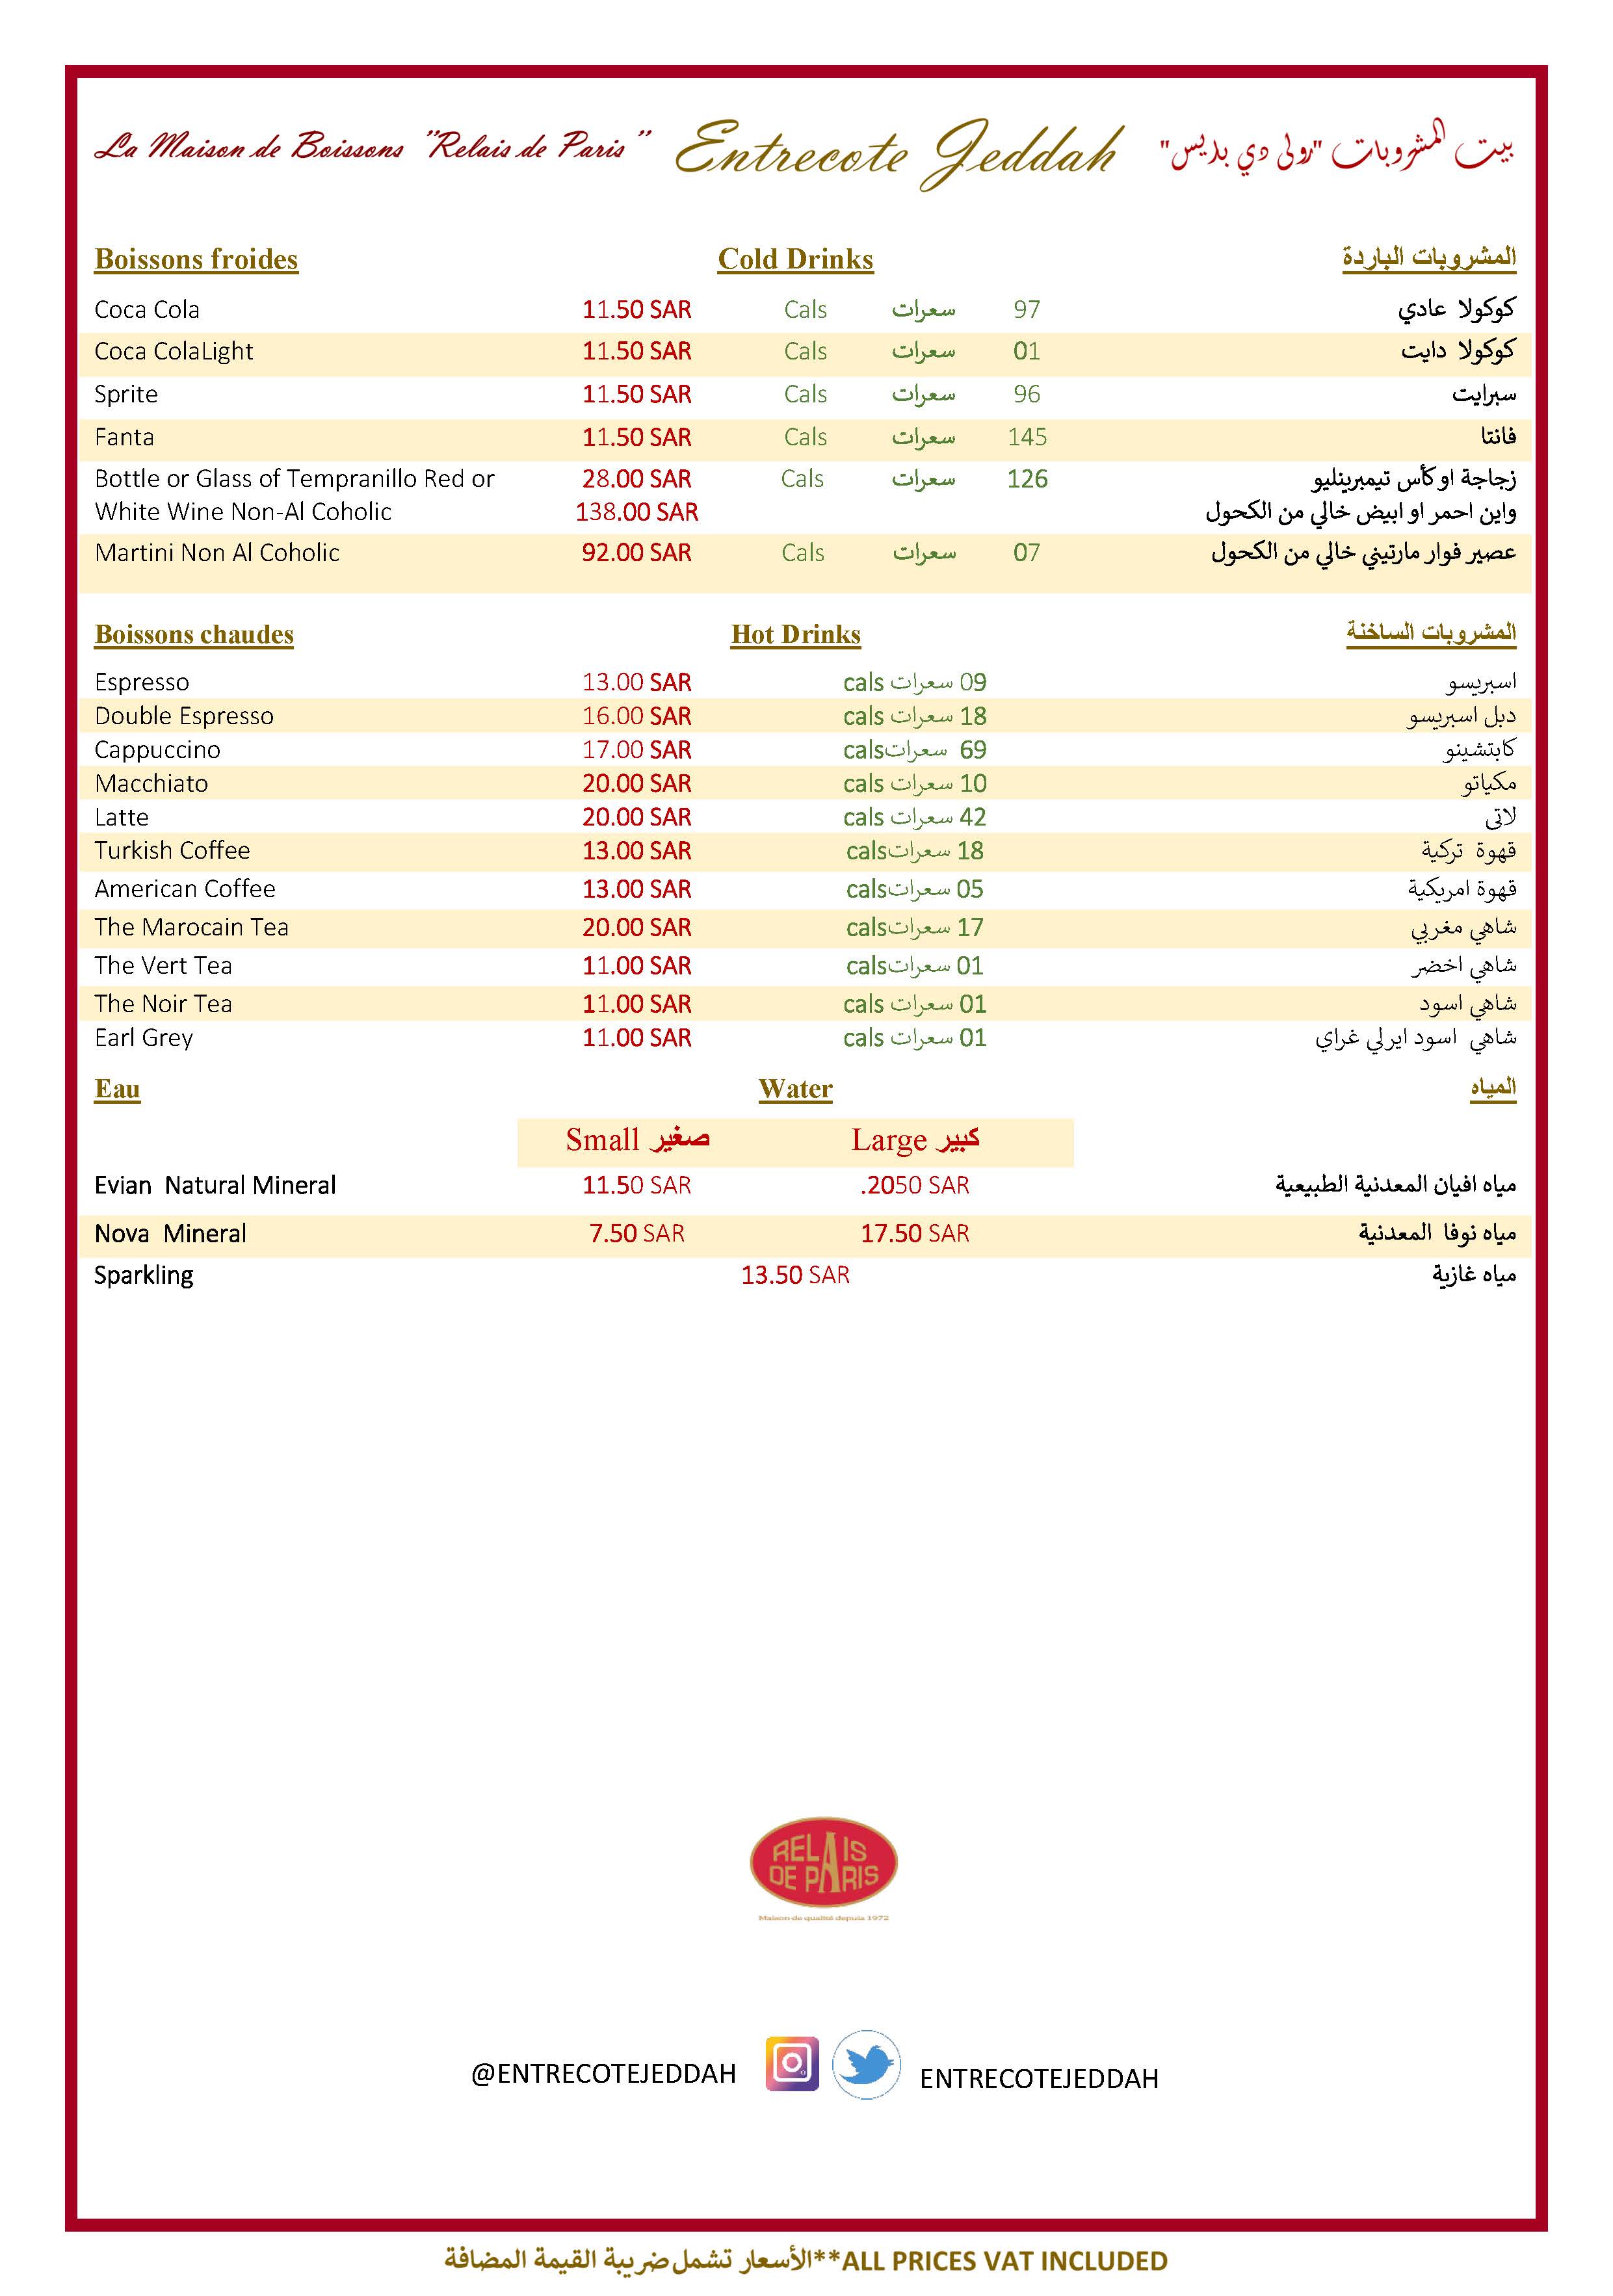 La Maison de Boissons "Relais de Paris" Entrecote Jeddah بيت المشروبات "رولي دي بديس"
Boissons froides Cold Drinks المشروبات الباردة
Coca Cola 11.50 SAR Cals سعرات 97 كوكولا عادي
Coca ColaLight 11.50 SAR Cals سعرات 01 كوكولا دايت
Sprite 11.50 SAR Cals سعرات 96 سبرايت
Fanta 11.50 SAR Cals سعرات 145 فانتا
Bottle or Glass of Tempranillo Red or 28.00 SAR Cals سعرات 126 زجاجة او كأس تيمبرينليو
White Wine Non-Al Coholic 138.00 SAR واين احمر او ابيض خالي من الكحول
Martini Non Al Coholic 92.00 SAR Cals سعرات 07 عصير فوار مارتيني خالي من الكحول
Boissons chaudes Hot Drinks المشروبات الساخنة
Espresso 13.00 SAR cals سعرات 09 اسبريسو
Double Espresso 16.00 SAR cals سعرات 18 دبل اسبريسو
Cappuccino 17.00 SAR cals سعرات 69 كابتشينو
Macchiato 20.00 SAR cals سعرات 10 مكياتو
Latte 20.00 SAR cals سعرات 42 لاتى
Turkish Coffee 13.00 SAR cals سعرات 18 قهوة تركية
American Coffee 13.00 SAR cals سعرات 05 قهوة امريكية
The Marocain Tea 20.00 SAR cals سعرات 17 شاهي مغربي
The Vert Tea 11.00 SAR cals سعرات 01 شاهي اخضر
The Noir Tea 11.00 SAR cals سعرات 01 شاهي اسود
Earl Grey 11.00 SAR cals سعرات 01 شاهي اسود ايرلي غراي
Eau Water المياه
Small صغير Large كبير
Evian Natural Mineral 11.50 SAR .2050 SAR مياه افيان المعدنية الطبيعية
Nova Mineral 7.50 SAR 17.50 SAR مياه نوفا المعدنية
Sparkling 13.50 SAR مياه غازية
RELAIS
DE PARIS
Maison de qualité depuis 1972
@ENTRECOTEJEDDAH ENTRECOTEJEDDAH
الأسعار تشمل ضريبة القيمة المضافة**ALL PRICES VAT INCLUDED